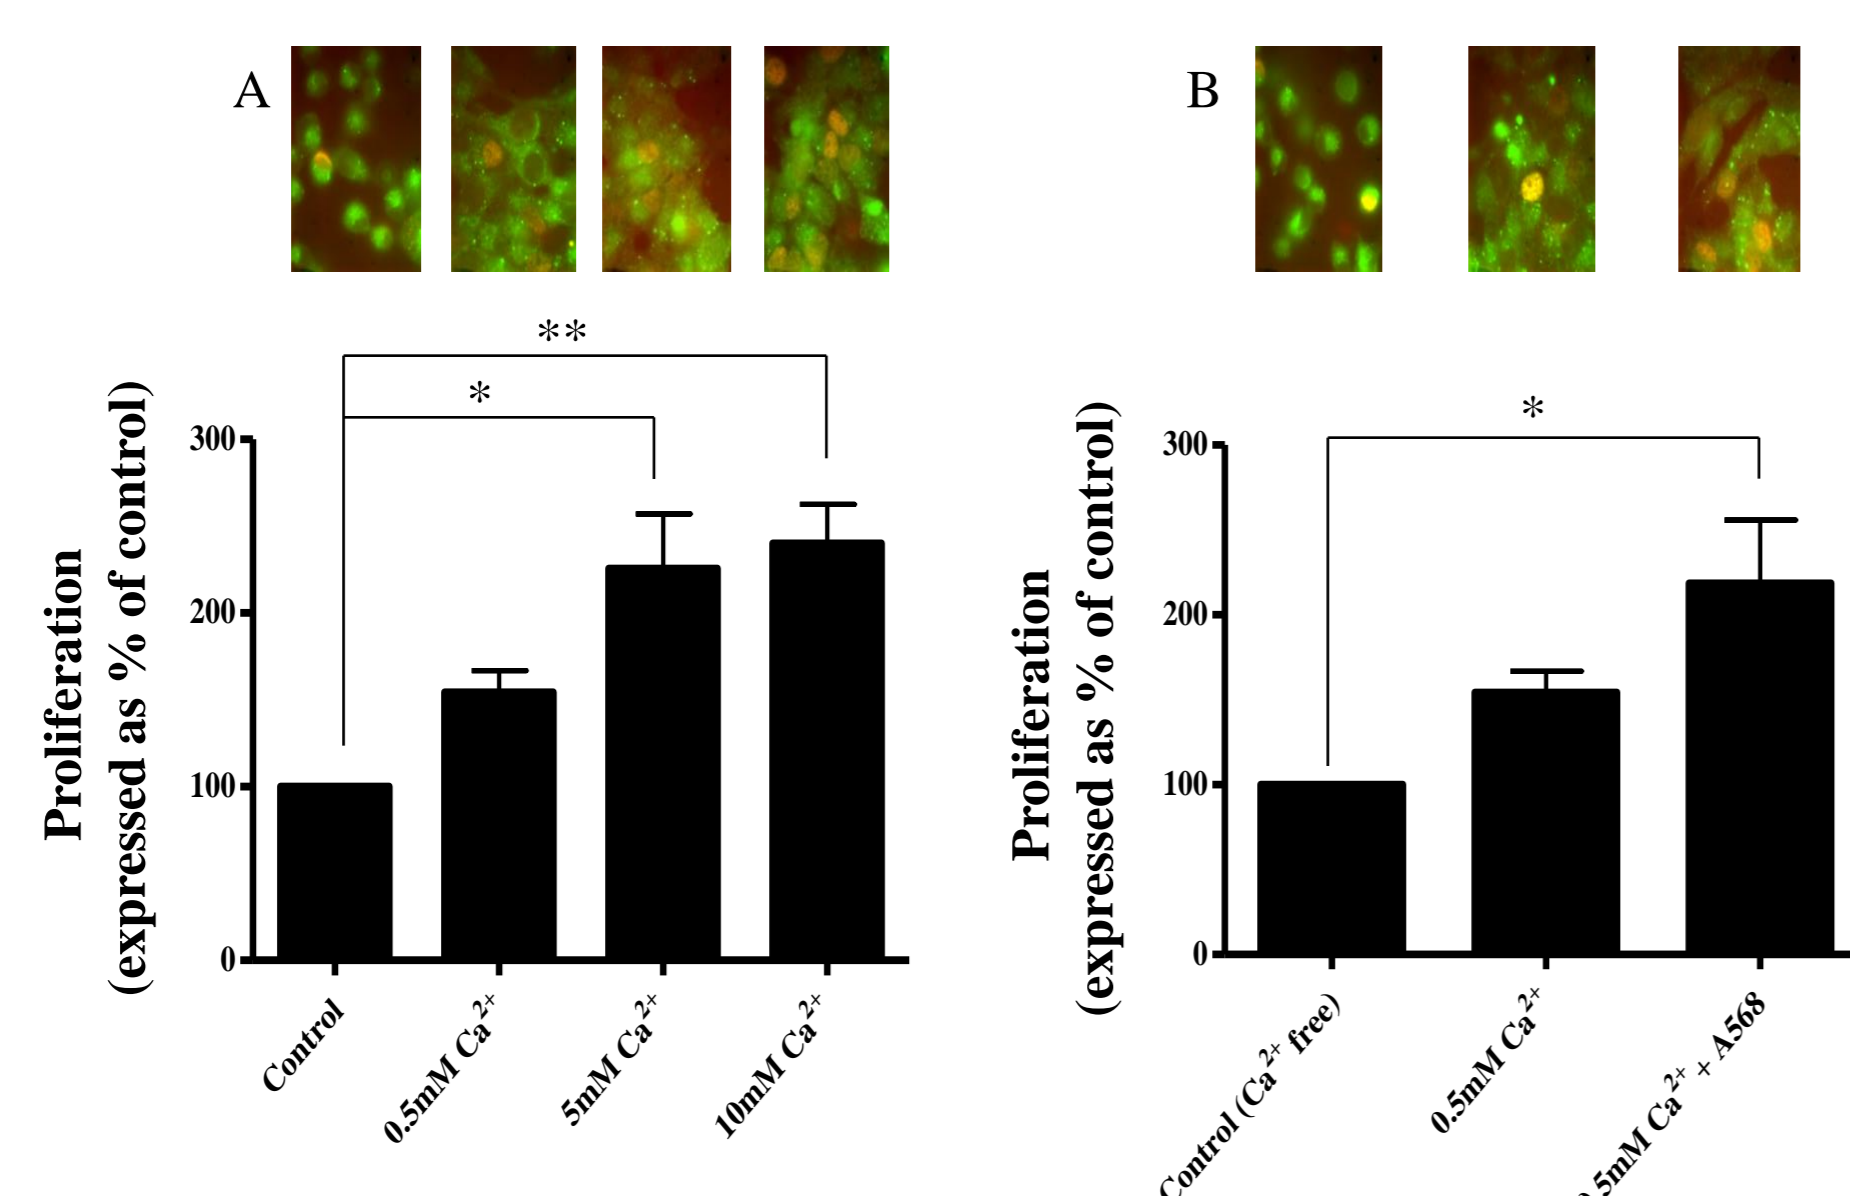 A
**
*
Proliferation
(expressed as % of control)
300
200
100
0
Control
0.5mM Ca²⁺
5mM Ca²⁺
10mM Ca²⁺
B
*
Proliferation
(expressed as % of control)
300
200
100
0
Control (Ca²⁺ free)
0.5mM Ca²⁺
.5mM Ca²⁺ + A568